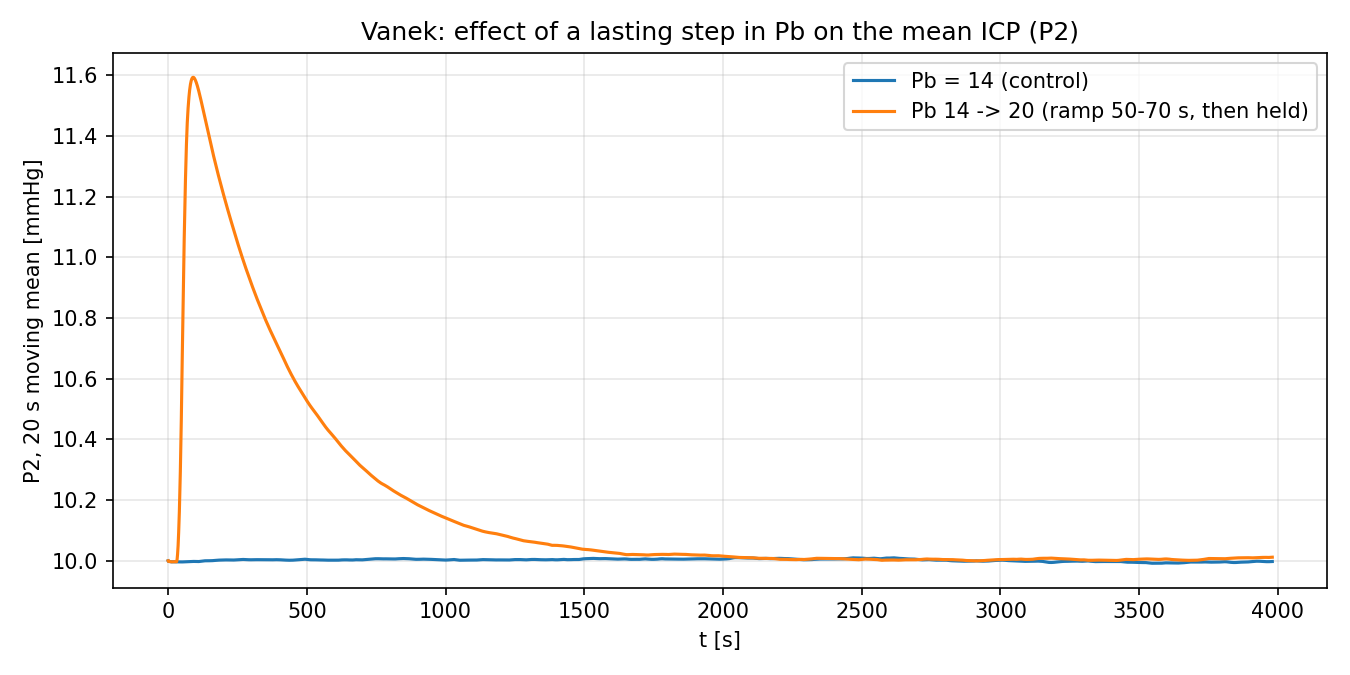 Vanek: effect of a lasting step in Pb on the mean ICP (P2)
Pb = 14 (control)
Pb 14 -> 20 (ramp 50-70 s, then held)
P2, 20 s moving mean [mmHg]
11.6
11.4
11.2
11.0
10.8
10.6
10.4
10.2
10.0
0 500 1000 1500 2000 2500 3000 3500 4000
t [s]